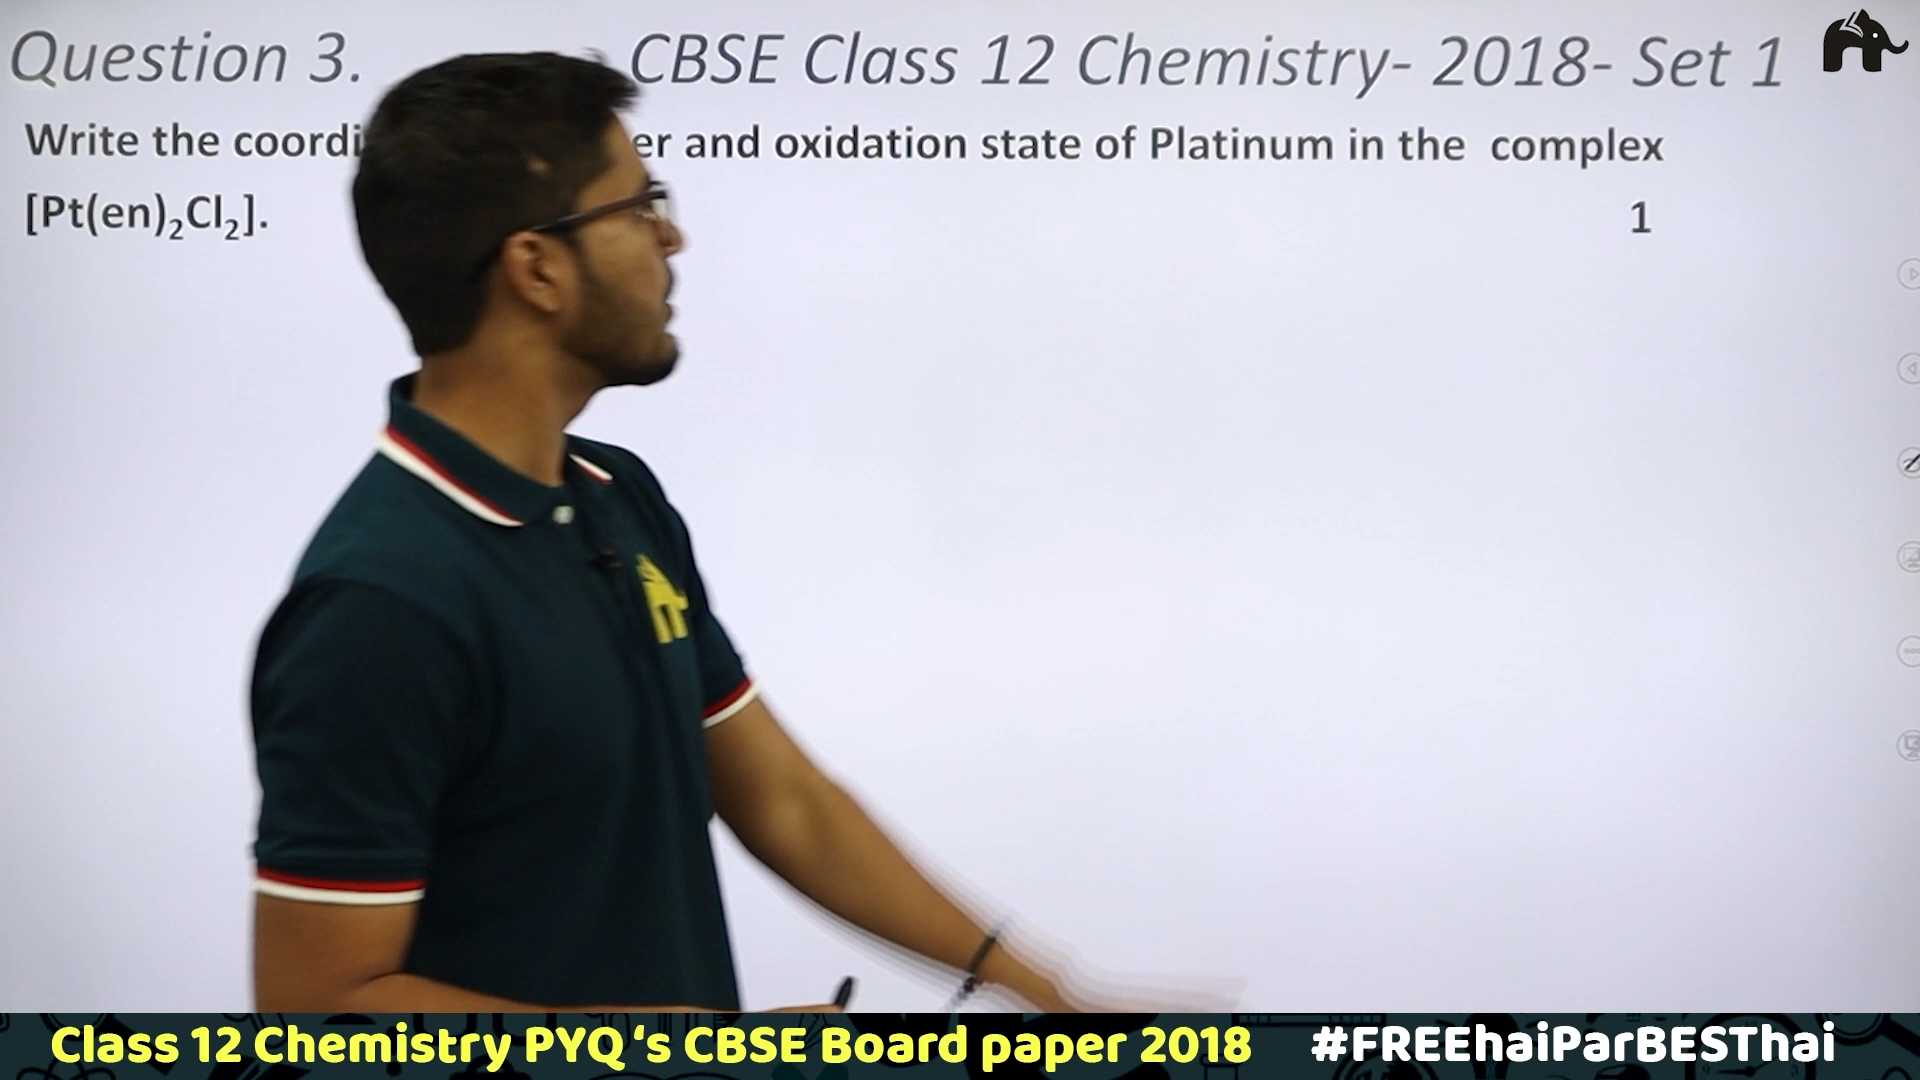 Question 3. CBSE Class 12 Chemistry- 2018- Set 1
Write the coordi er and oxidation state of Platinum in the complex
[Pt(en)₂Cl₂]. 1
Class 12 Chemistry PYQ‘s CBSE Board paper 2018 #FREEhaiParBESThai